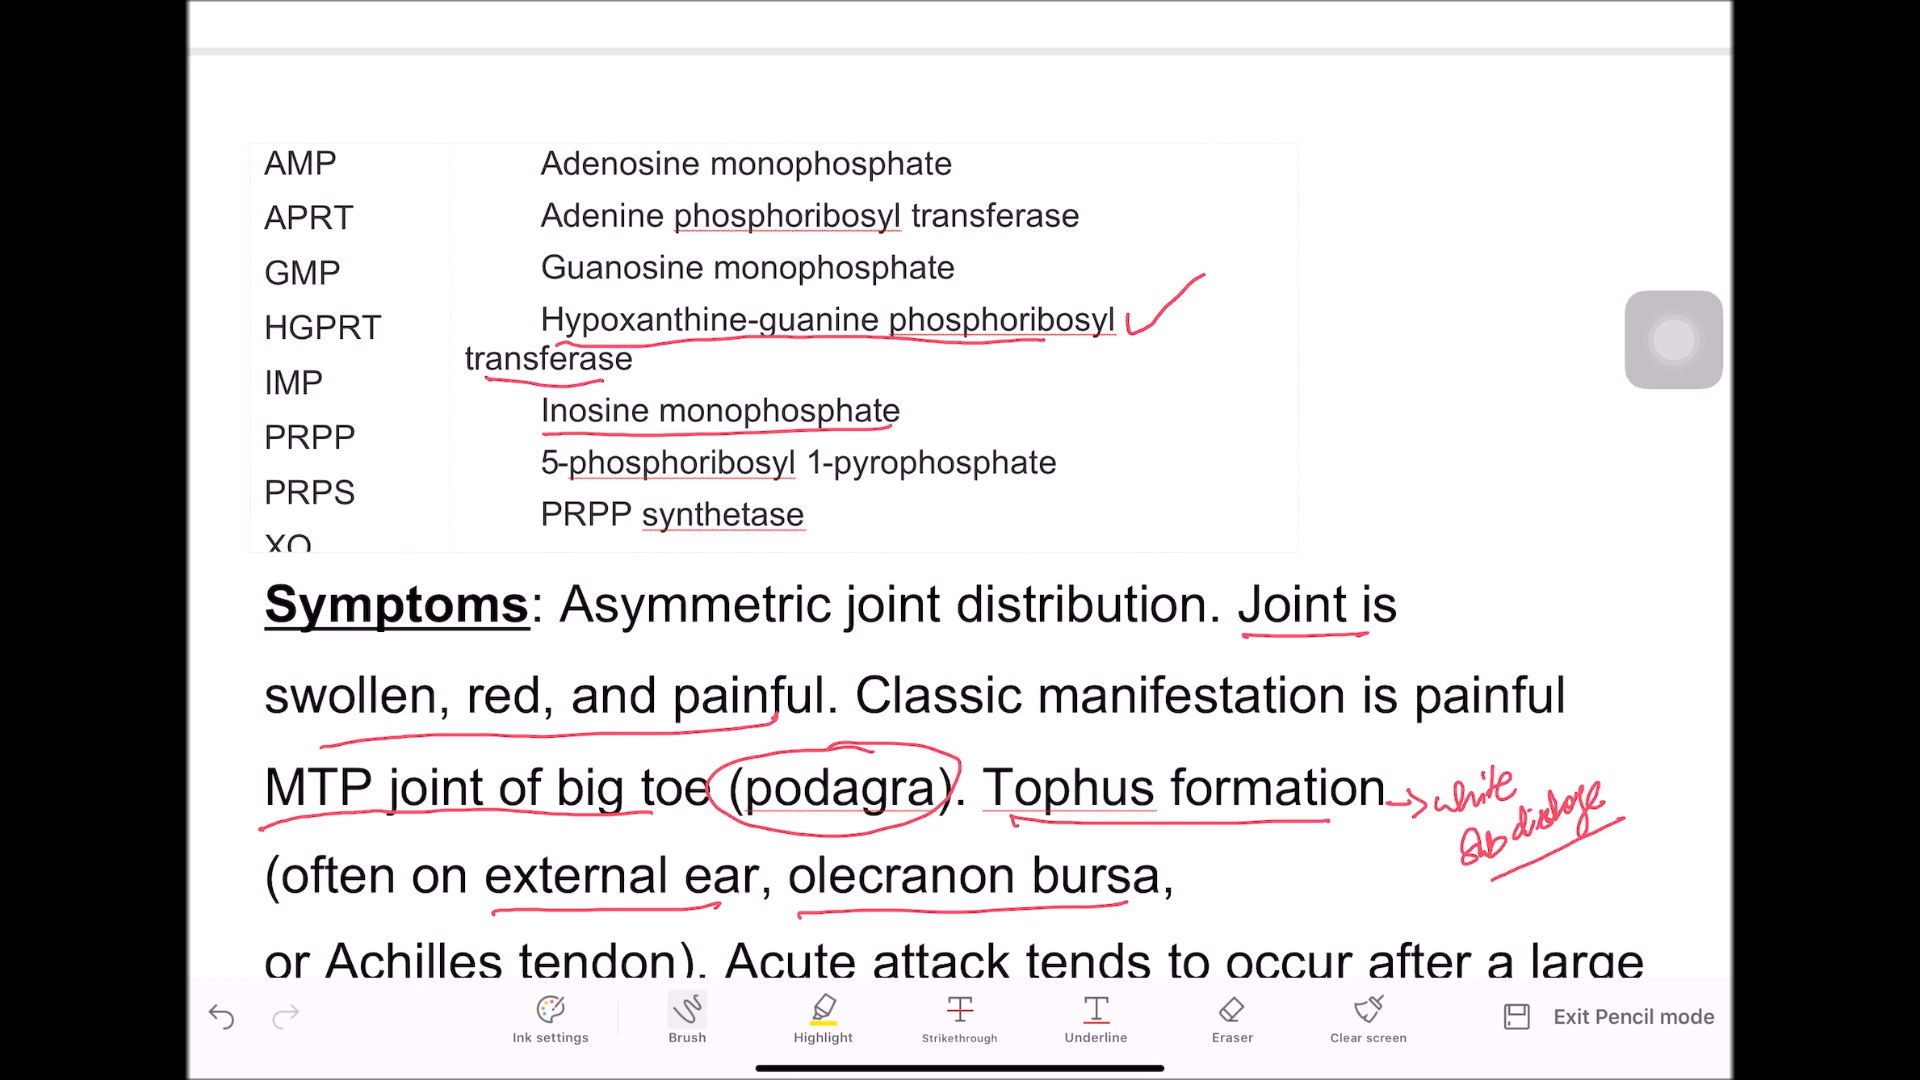 AMP Adenosine monophosphate
APRT Adenine phosphoribosyl transferase
GMP Guanosine monophosphate
HGPRT Hypoxanthine-guanine phosphoribosyl
transferase
IMP Inosine monophosphate
PRPP 5-phosphoribosyl 1-pyrophosphate
PRPS PRPP synthetase
XO
Symptoms: Asymmetric joint distribution. Joint is
swollen, red, and painful. Classic manifestation is painful
MTP joint of big toe (podagra). Tophus formation
white
(often on external ear, olecranon bursa,
or Achilles tendon). Acute attack tends to occur after a large
Ink settings Brush Highlight Strikethrough Underline Eraser Clear screen Exit Pencil mode